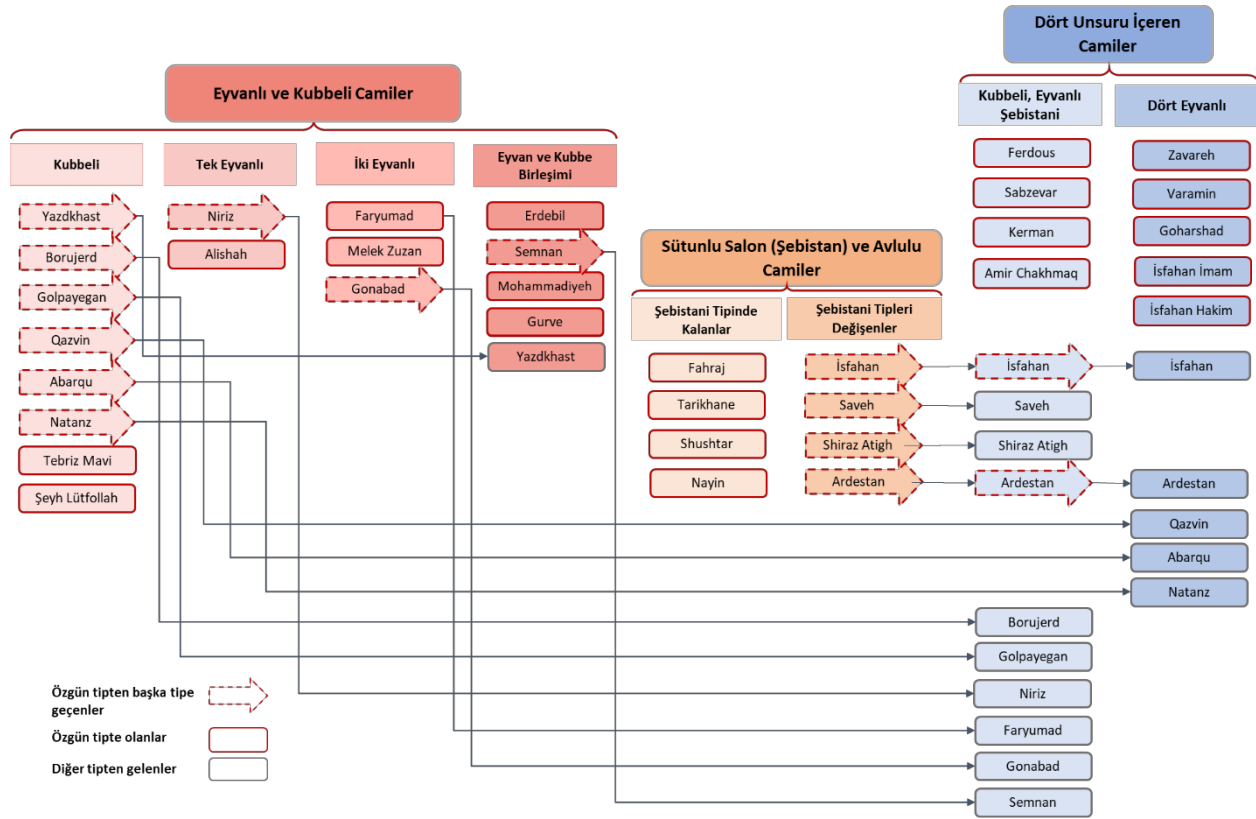 Dört Unsuru İçeren
Camiler
Eyvanlı ve Kubbeli Camiler
Kubbeli, Eyvanlı
Şebistani
Dört Eyvanlı
Kubbeli
Tek Eyvanlı
İki Eyvanlı
Eyvan ve Kubbe
Birleşimi
Ferdous
Zavareh
Sabzevar
Varamin
Kerman
Goharshad
Amir Chakhmaq
İsfahan İmam
İsfahan Hakim
Yazdkhast
Niriz
Faryumad
Erdebil
Borujerd
Alishah
Melek Zuzan
Semnan
Golpayegan
Gonabad
Mohammadiyeh
Qazvin
Gurve
Yazdkhast
Abarqu
Natanz
Tebriz Mavi
Şeyh Lütfollah
Sütunlu Salon (Şebistan) ve Avlulu
Camiler
Şebistani Tipinde
Kalanlar
Şebistani Tipleri
Değişenler
Fahraj
İsfahan
İsfahan
İsfahan
Tarikhane
Saveh
Saveh
Shushtar
Shiraz Atigh
Shiraz Atigh
Nayin
Ardestan
Ardestan
Ardestan
Qazvin
Abarqu
Natanz
Borujerd
Golpayegan
Niriz
Faryumad
Gonabad
Semnan
Özgün tipten başka tipe
geçenler
Özgün tipte olanlar
Diğer tipten gelenler